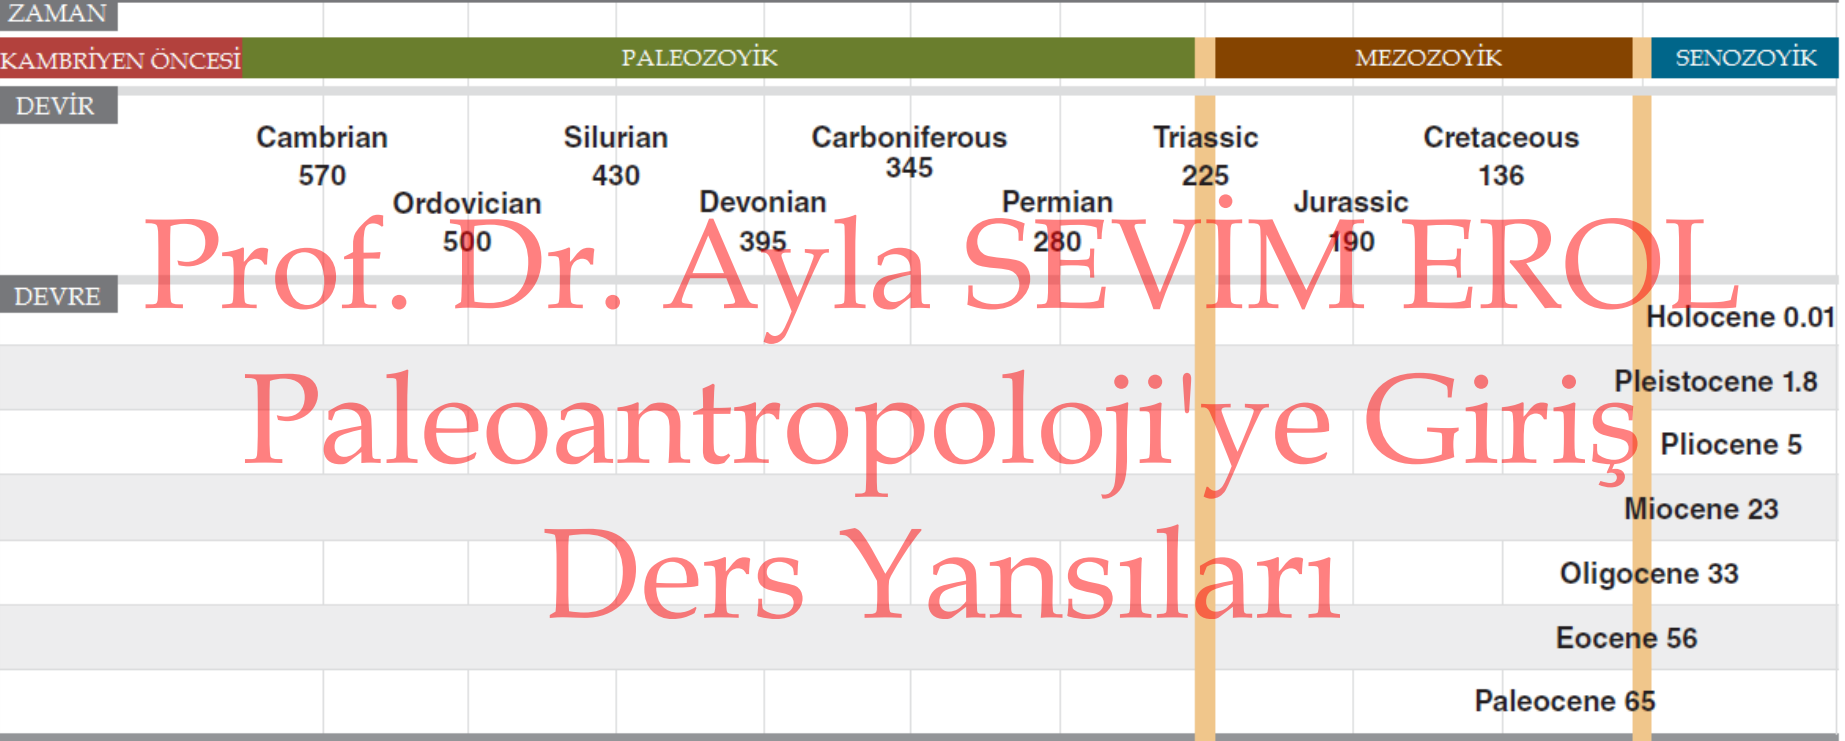 ZAMAN
KAMBRİYEN ÖNCESİ PALEOZOYİK MEZOZOYİK SENOZOYİK
DEVİR
Cambrian Silurian Carboniferous Triassic Cretaceous
570 430 345 225 136
Ordovician Devonian Permian Jurassic
500 395 280 190
DEVRE
Prof. Dr. Ayla SEVİM EROL
Holocene 0.01
Pleistocene 1.8
Paleoantropoloji'ye Giriş
Pliocene 5
Miocene 23
Ders Yansıları
Oligocene 33
Eocene 56
Paleocene 65